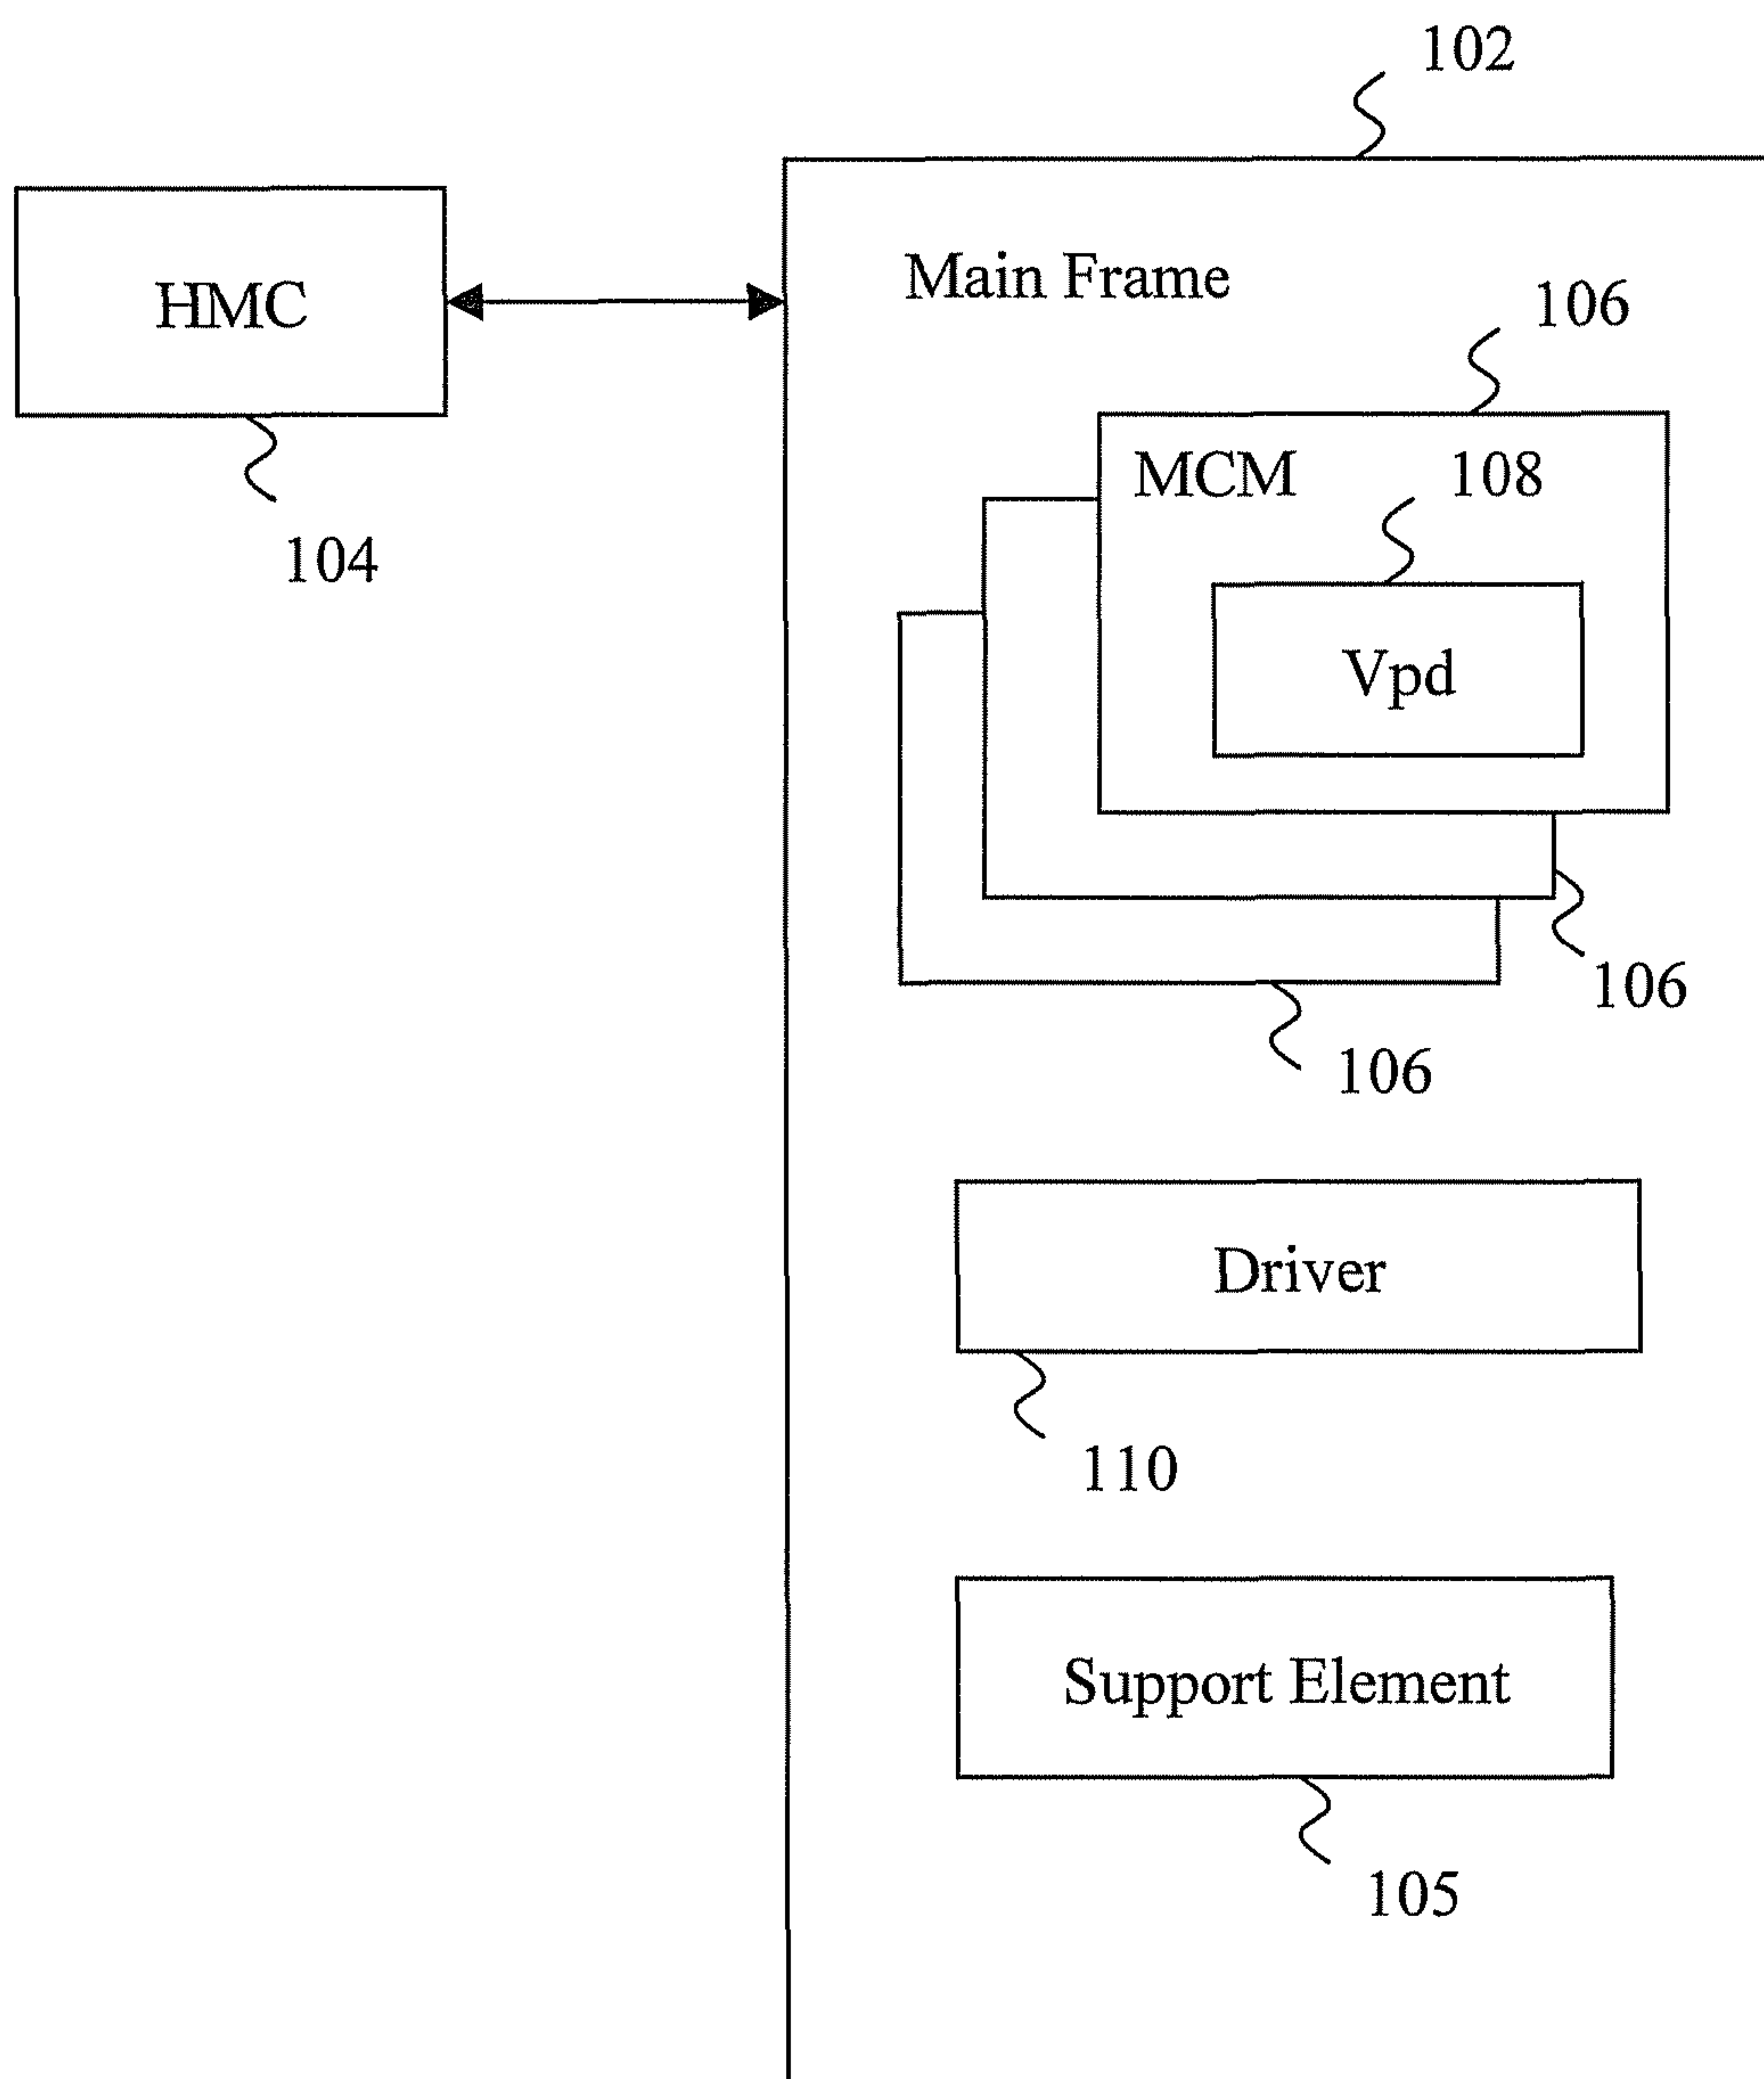 102
HMC
Main Frame
106
MCM
108
104
Vpd
106
106
Driver
110
Support Element
105